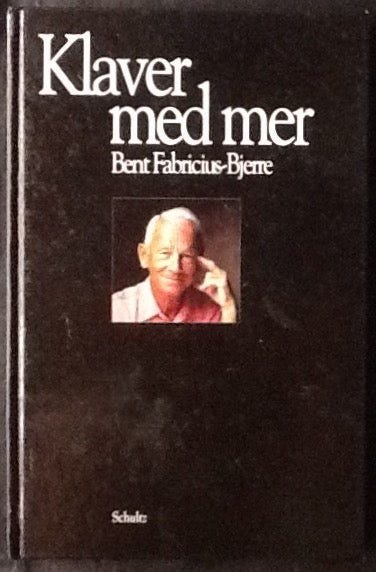 Klaver
med mer
Bent Fabricius-Bjerre
Schultz